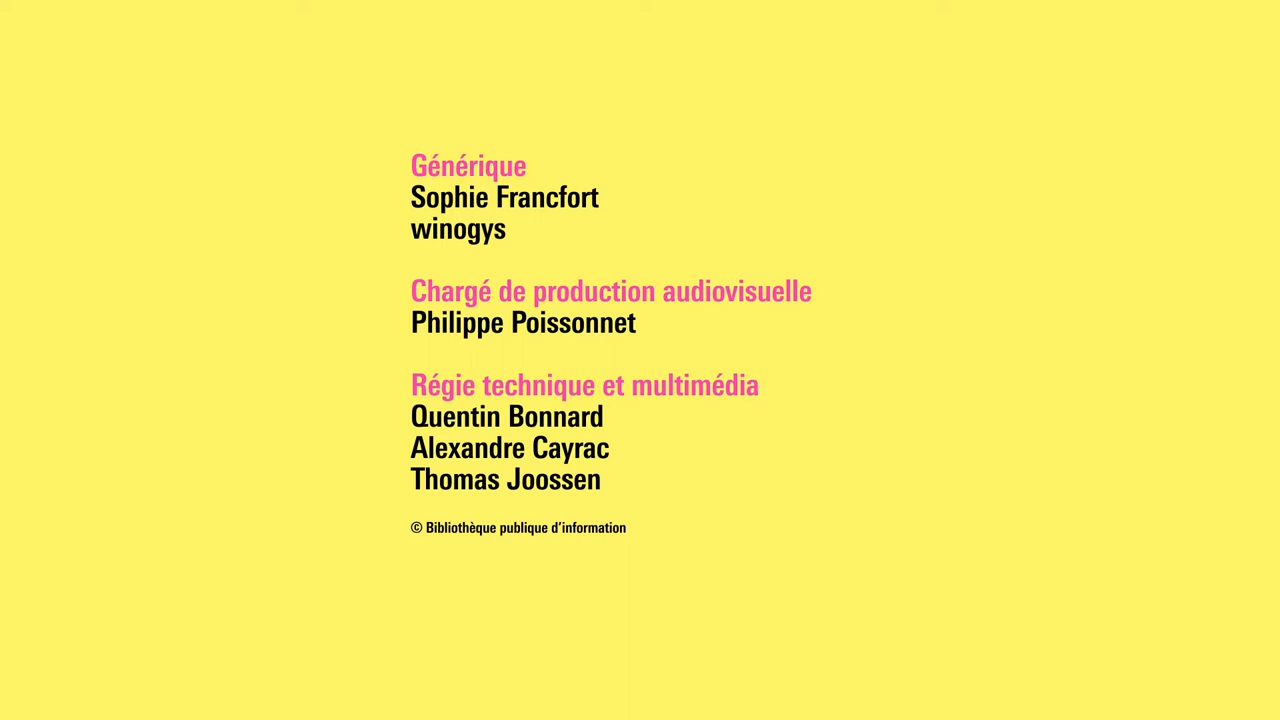 Générique
Sophie Francfort
winogys
Chargé de production audiovisuelle
Philippe Poissonnet
Régie technique et multimédia
Quentin Bonnard
Alexandre Cayrac
Thomas Joossen
© Bibliothèque publique d’information